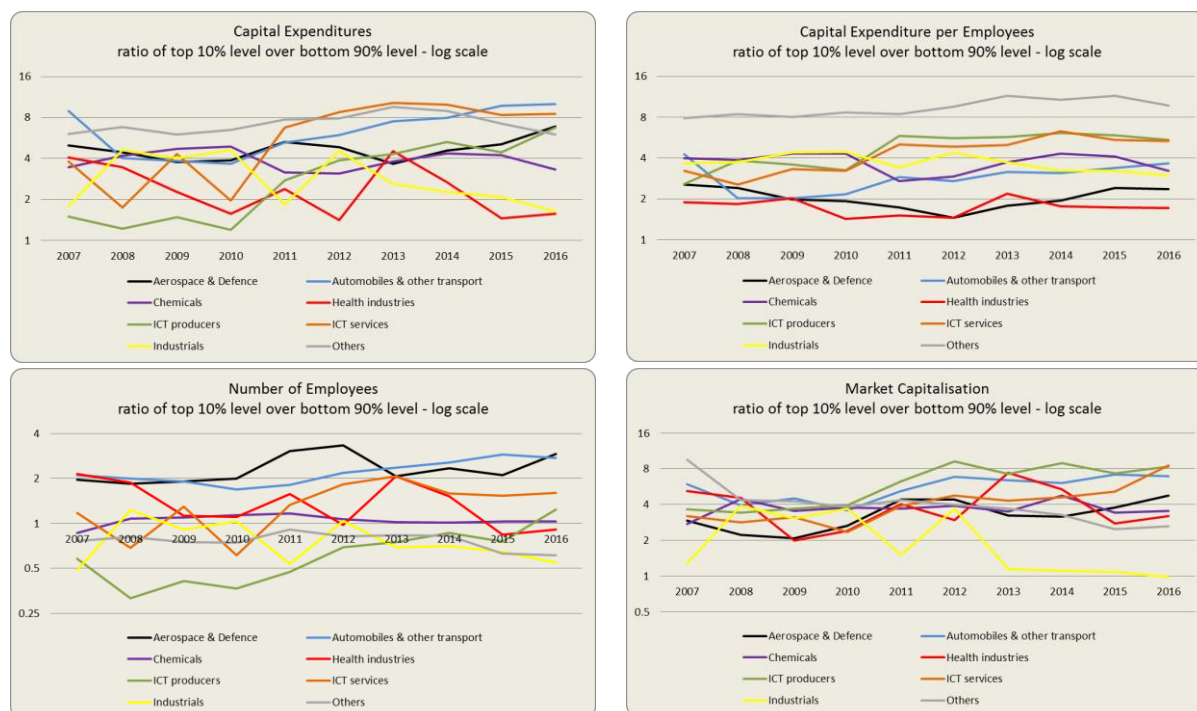 Capital Expenditures
ratio of top 10% level over bottom 90% level - log scale
16
8
4
2
1
2007 2008 2009 2010 2011 2012 2013 2014 2015 2016
Aerospace & Defence Automobiles & other transport
Chemicals Health industries
ICT producers ICT services
Industrials Others
Capital Expenditure per Employees
ratio of top 10% level over bottom 90% level - log scale
16
8
4
2
1
2007 2008 2009 2010 2011 2012 2013 2014 2015 2016
Aerospace & Defence Automobiles & other transport
Chemicals Health industries
ICT producers ICT services
Industrials Others
Number of Employees
ratio of top 10% level over bottom 90% level - log scale
4
2
1
0.5
0.25
2007 2008 2009 2010 2011 2012 2013 2014 2015 2016
Aerospace & Defence Automobiles & other transport
Chemicals Health industries
ICT producers ICT services
Industrials Others
Market Capitalisation
ratio of top 10% level over bottom 90% level - log scale
16
8
4
2
1
0.5
2007 2008 2009 2010 2011 2012 2013 2014 2015 2016
Aerospace & Defence Automobiles & other transport
Chemicals Health industries
ICT producers ICT services
Industrials Others